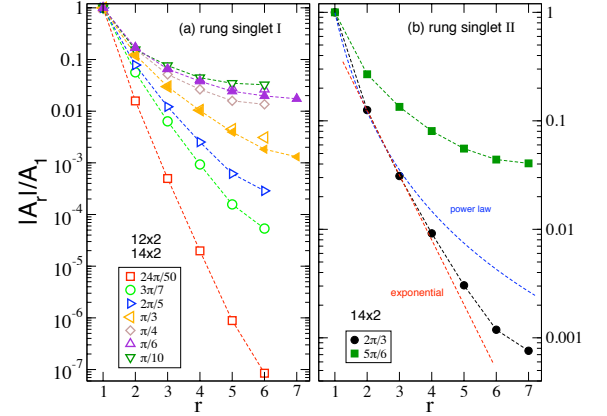 (a) rung singlet I
(b) rung singlet II
|A_r|/A_1
1
0.1
0.01
10^-3
10^-4
10^-5
10^-6
10^-7
12x2
14x2
24π/50
3π/7
2π/5
π/3
π/4
π/6
π/10
1 2 3 4 5 6 7
r
power law
exponential
14x2
2π/3
5π/6
1
0.1
0.01
0.001
1 2 3 4 5 6 7
r